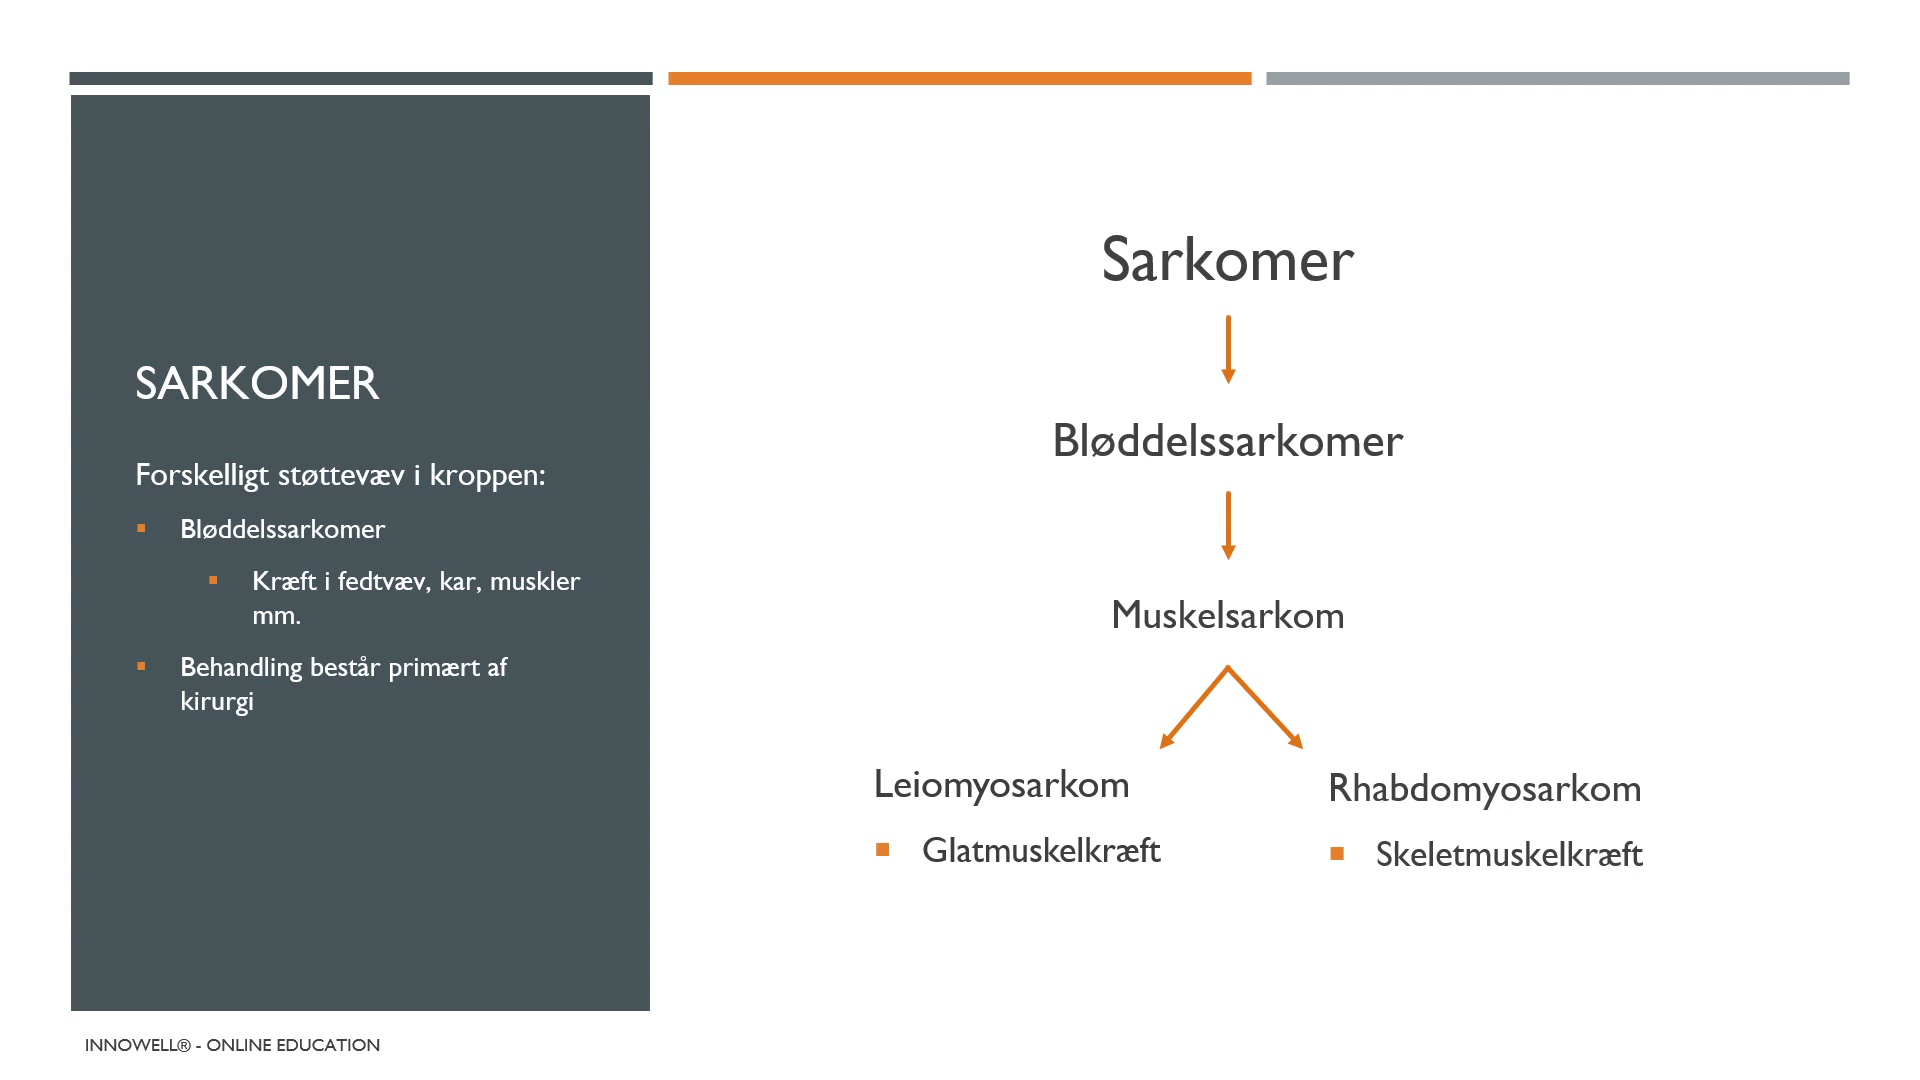 SARKOMER
Forskelligt støttevæv i kroppen:
Bløddelssarkomer
Kræft i fedtvæv, kar, muskler
mm.
Behandling består primært af
kirurgi
Sarkomer
Bløddelssarkomer
Muskelsarkom
Leiomyosarkom
Glatmuskelkræft
Rhabdomyosarkom
Skeletmuskelkræft
INNOWELL® - ONLINE EDUCATION